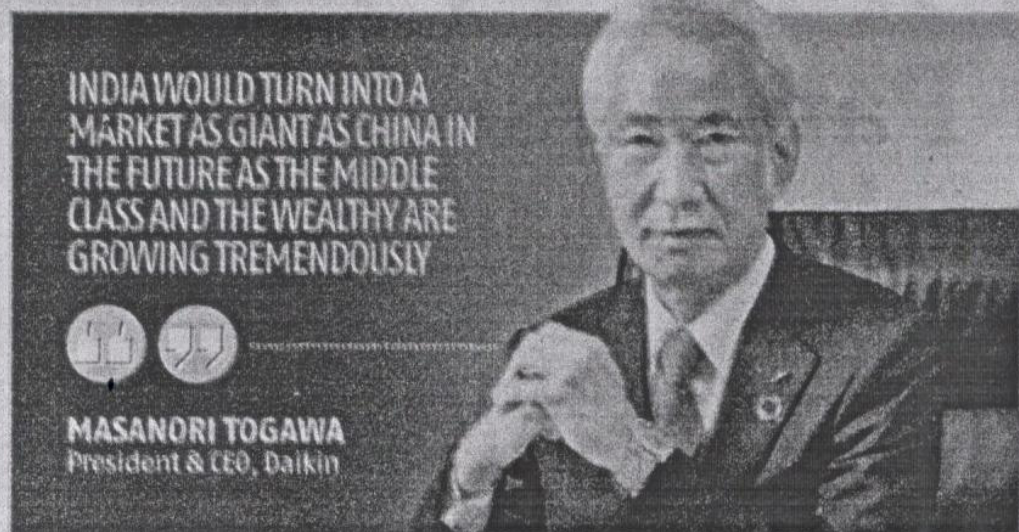 INDIA WOULD TURN INTO A
MARKET AS GIANT AS CHINA IN
THE FUTURE AS THE MIDDLE
CLASS AND THE WEALTHY ARE
GROWING TREMENDOUSLY
MASANORI TOGAWA
President & CEO, Daikin